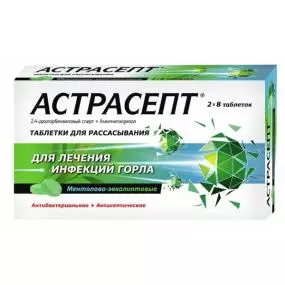 АСТРАСЕПТ®
2,4-дихлорбензиловый спирт + Амилметакрезол
2×8 таблеток
ТАБЛЕТКИ ДЛЯ РАССАСЫВАНИЯ
ДЛЯ ЛЕЧЕНИЯ
ИНФЕКЦИЙ ГОРЛА
Ментолово-эвкалиптовые
Антибактериальное + Антисептическое
АСТРАСЕПТ